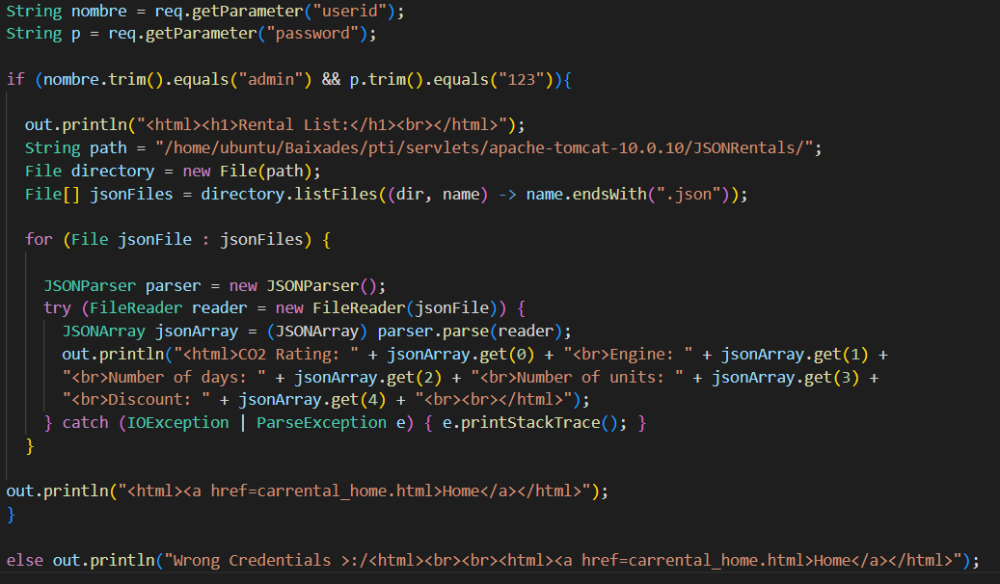 String nombre = req.getParameter("userid");
String p = req.getParameter("password");
if (nombre.trim().equals("admin") && p.trim().equals("123")){
out.println("<html><h1>Rental List:</h1><br></html>");
String path = "/home/ubuntu/Baixades/pti/servlets/apache-tomcat-10.0.10/JSONRentals/";
File directory = new File(path);
File[] jsonFiles = directory.listFiles((dir, name) -> name.endsWith(".json"));
for (File jsonFile : jsonFiles) {
JSONParser parser = new JSONParser();
try (FileReader reader = new FileReader(jsonFile)) {
JSONArray jsonArray = (JSONArray) parser.parse(reader);
out.println("<html>CO2 Rating: " + jsonArray.get(0) + "<br>Engine: " + jsonArray.get(1) +
"<br>Number of days: " + jsonArray.get(2) + "<br>Number of units: " + jsonArray.get(3) +
"<br>Discount: " + jsonArray.get(4) + "<br><br></html>");
} catch (IOException | ParseException e) { e.printStackTrace(); }
}
out.println("<html><a href=carrental_home.html>Home</a></html>");
}
else out.println("Wrong Credentials >:/<html><br><br><html><a href=carrental_home.html>Home</a></html>");